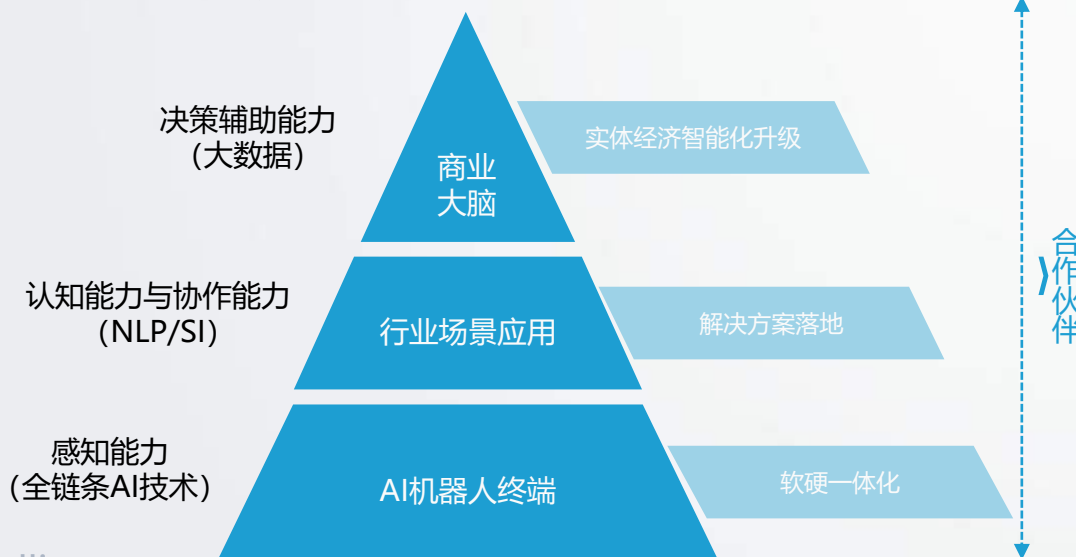 决策辅助能力
（大数据）
商业
大脑
实体经济智能化升级
认知能力与协作能力
（NLP/SI）
行业场景应用
解决方案落地
感知能力
（全链条AI技术）
AI机器人终端
软硬一体化
合作伙伴